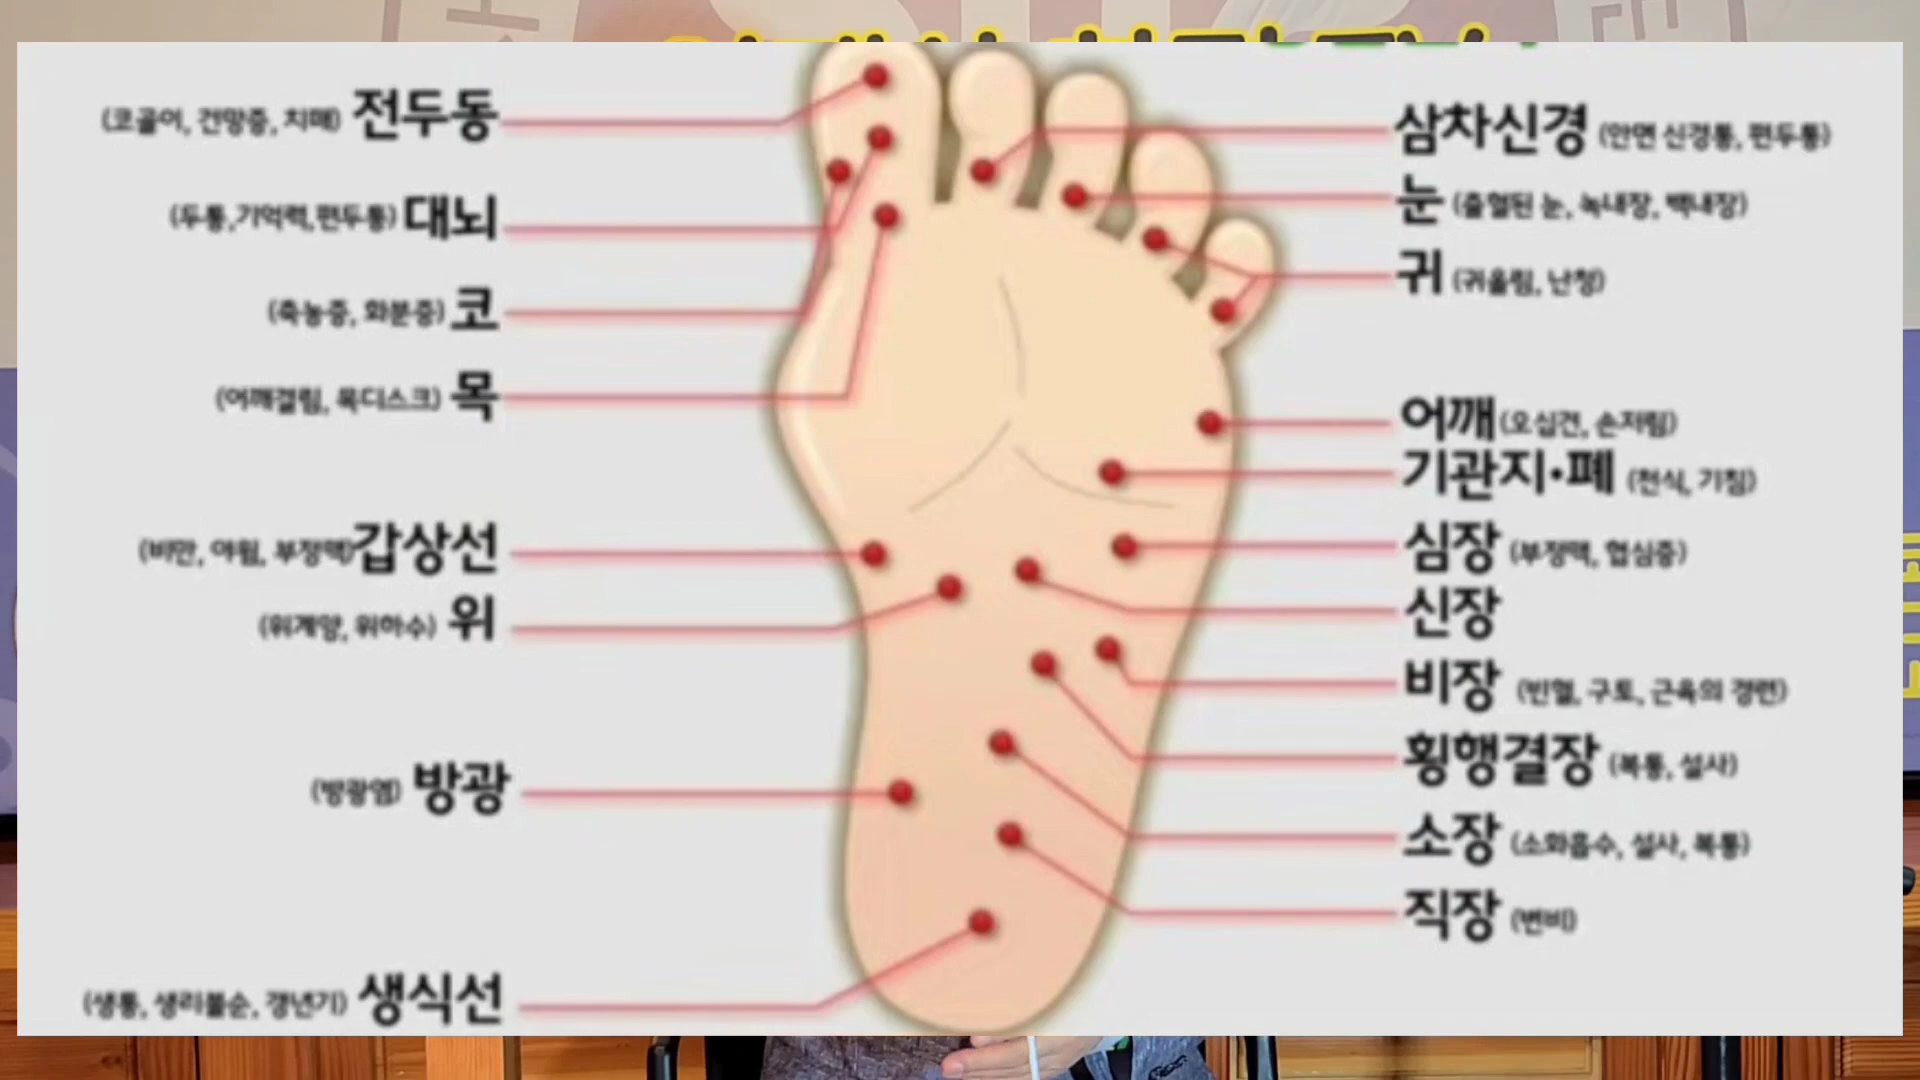 (코골이, 건망증, 치매) 전두동
(두통,기억력,편두통) 대뇌
(축농증, 화분증) 코
(어깨결림, 목디스크) 목
(비만, 야윔, 부정맥)갑상선
(위계양, 위하수) 위
(방광염) 방광
(생통, 생리불순, 갱년기) 생식선
삼차신경 (안면 신경통, 편두통)
눈 (출혈된 눈, 녹내장, 백내장)
귀 (귀울림, 난청)
어깨(오십견, 손저림)
기관지·폐 (천식, 기침)
심장 (부정맥, 협심증)
신장
비장 (빈혈, 구토, 근육의 경련)
횡행결장 (복통, 설사)
소장 (소화흡수, 설사, 복통)
직장 (변비)